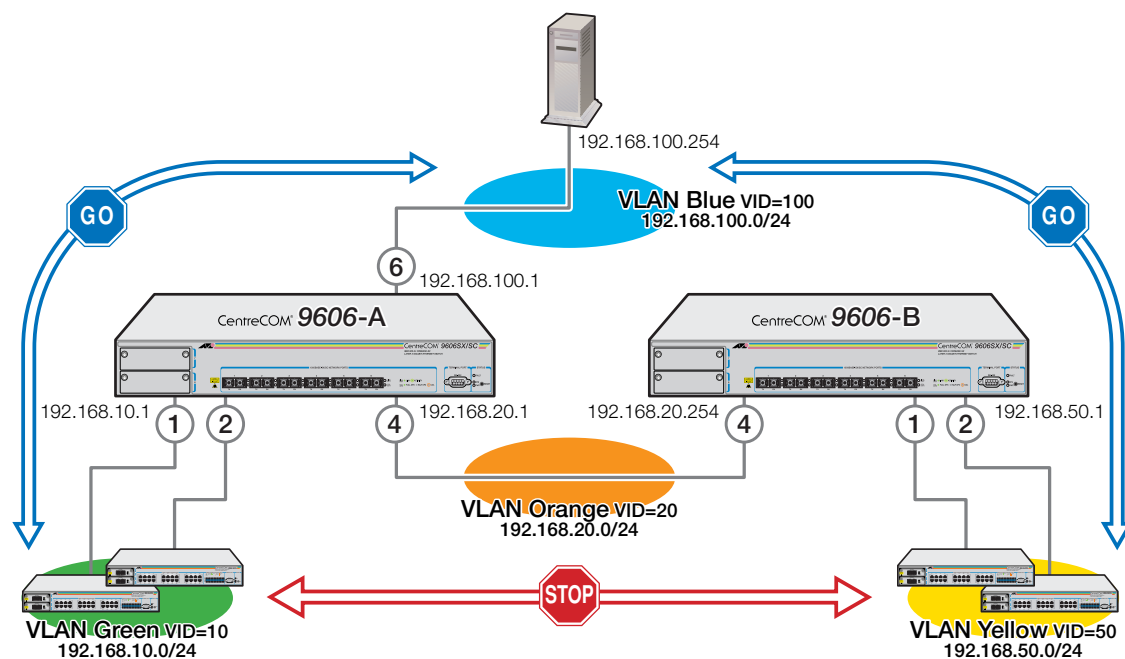 192.168.100.254
VLAN Blue VID=100
192.168.100.0/24
GO
GO
6
192.168.100.1
CentreCOM® 9606-A
CentreCOM® 9606-B
CentreCOM® 9606SX/SC
CentreCOM® 9606SX/SC
192.168.10.1
1
2
4
192.168.20.1
192.168.20.254
4
1
2
192.168.50.1
VLAN Orange VID=20
192.168.20.0/24
STOP
VLAN Green VID=10
192.168.10.0/24
VLAN Yellow VID=50
192.168.50.0/24